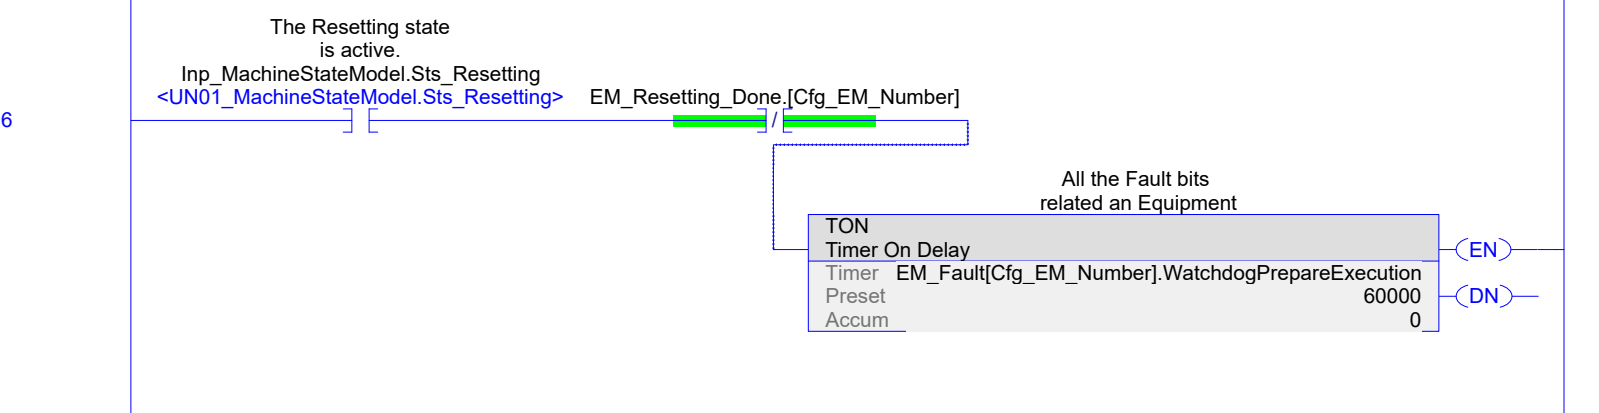 The Resetting state
is active.
Inp_MachineStateModel.Sts_Resetting
<UN01_MachineStateModel.Sts_Resetting>
EM_Resetting_Done.[Cfg_EM_Number]
6
/
All the Fault bits
related an Equipment
TON
Timer On Delay
EN
Timer EM_Fault[Cfg_EM_Number].WatchdogPrepareExecution
Preset 60000
DN
Accum 0